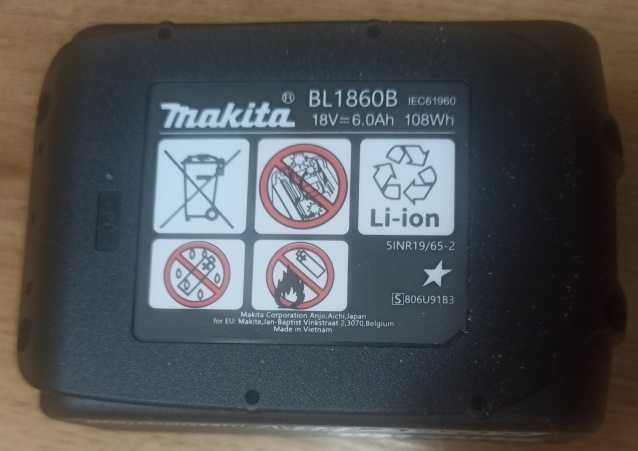 makita® BL1860B IEC61960
18V⎓6.0Ah 108Wh
Li-ion
5INR19/65-2
S 806U91B3
Makita Corporation Anjo,Aichi,Japan
for EU: Makita,Jan-Baptist Vinkstraat 2,3070,Belgium
Made in Vietnam